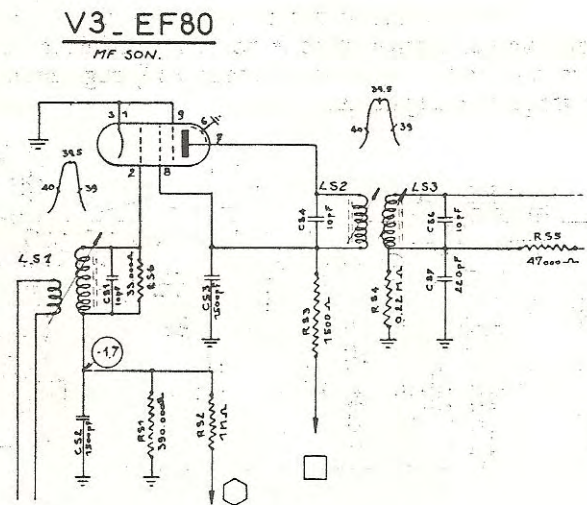 V3_EF80
MF SON.
3
1
9
6
7
2
8
39.5
40
39
39.5
40
39
LS1
CS1
10pF
33.000Ω
RS6
CS3
1500pF
-1,7
CS2
1500pF
RS1
390.000Ω
RS2
1MΩ
LS2
CS4
10pF
RS3
1500Ω
LS3
RS4
0.22MΩ
CS6
10pF
CS7
220pF
RS5
47000Ω